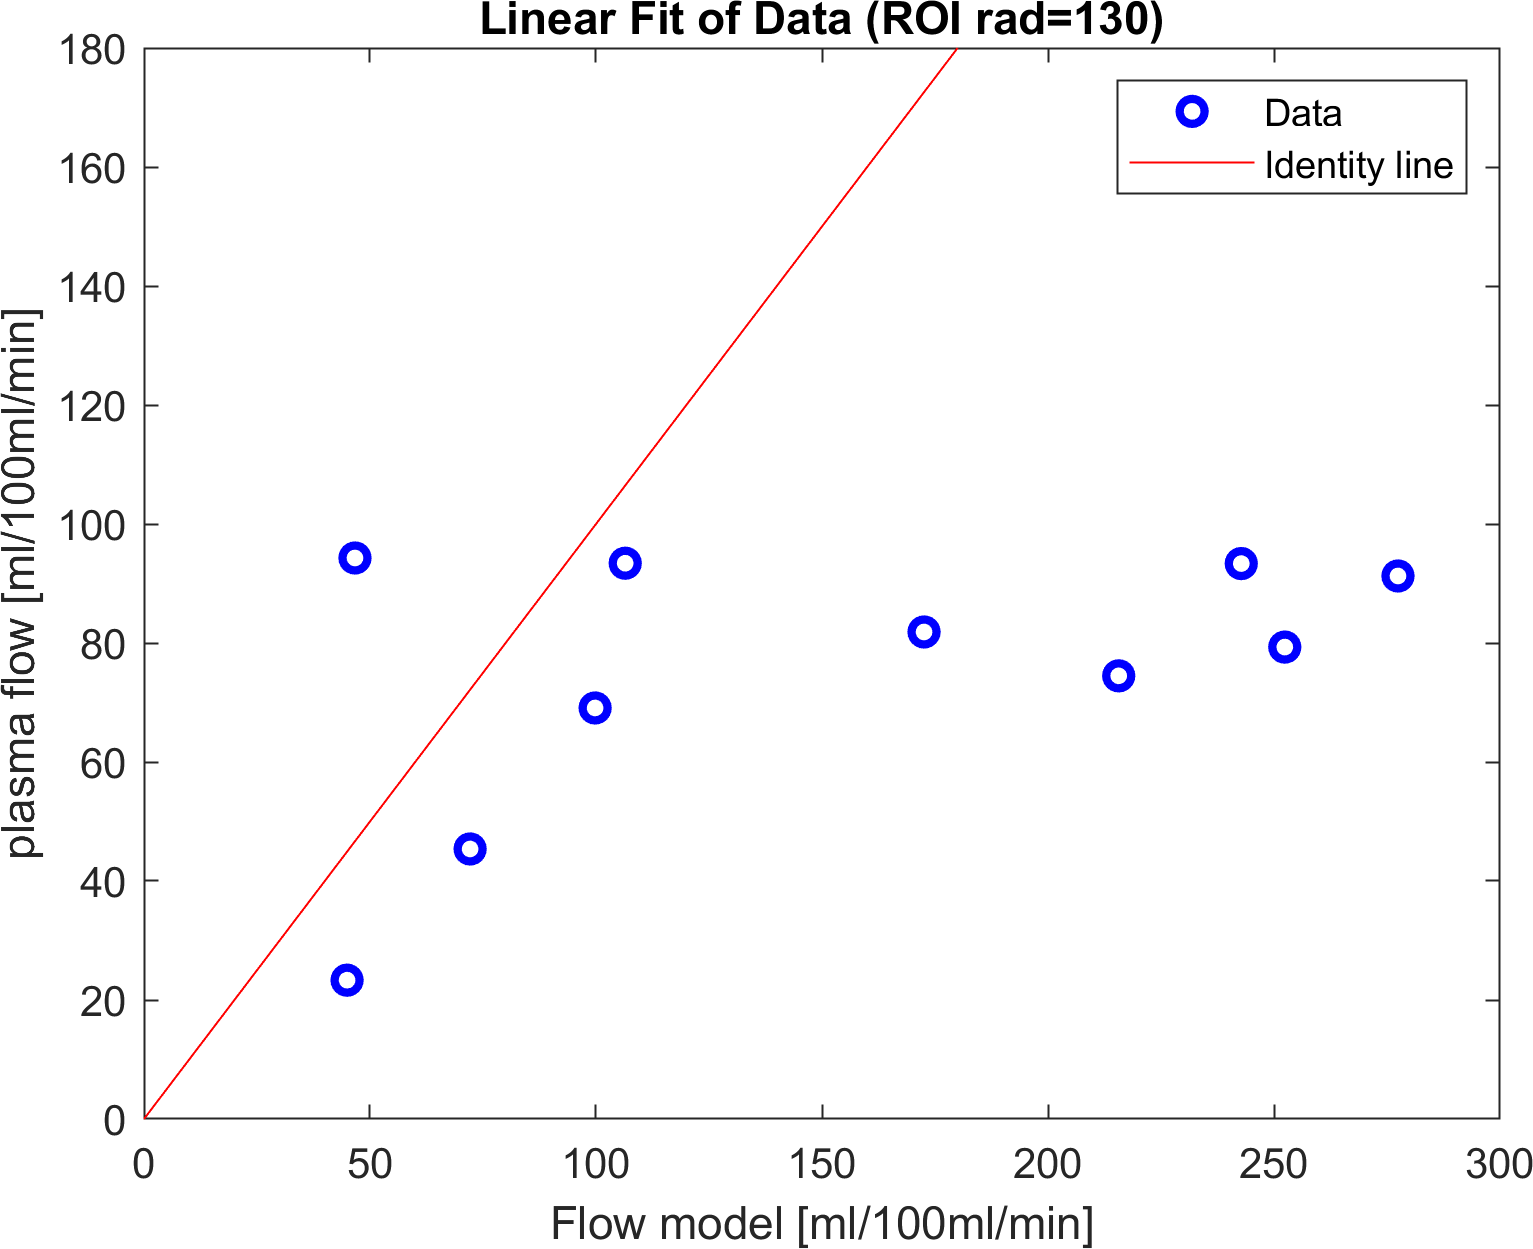 Linear Fit of Data (ROI rad=130)
180
160
140
120
100
80
60
40
20
0
plasma flow [ml/100ml/min]
Data
Identity line
0 50 100 150 200 250 300
Flow model [ml/100ml/min]